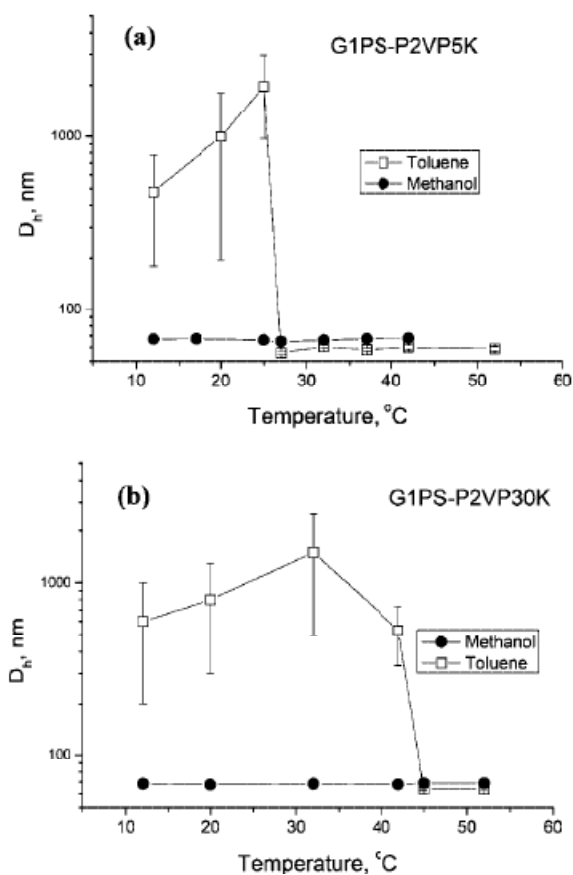 (a)
G1PS-P2VP5K
1000
Toluene
Methanol
D_h, nm
100
10 20 30 40 50 60
Temperature, °C
(b)
G1PS-P2VP30K
1000
Methanol
Toluene
D_h, nm
100
10 20 30 40 50 60
Temperature, °C